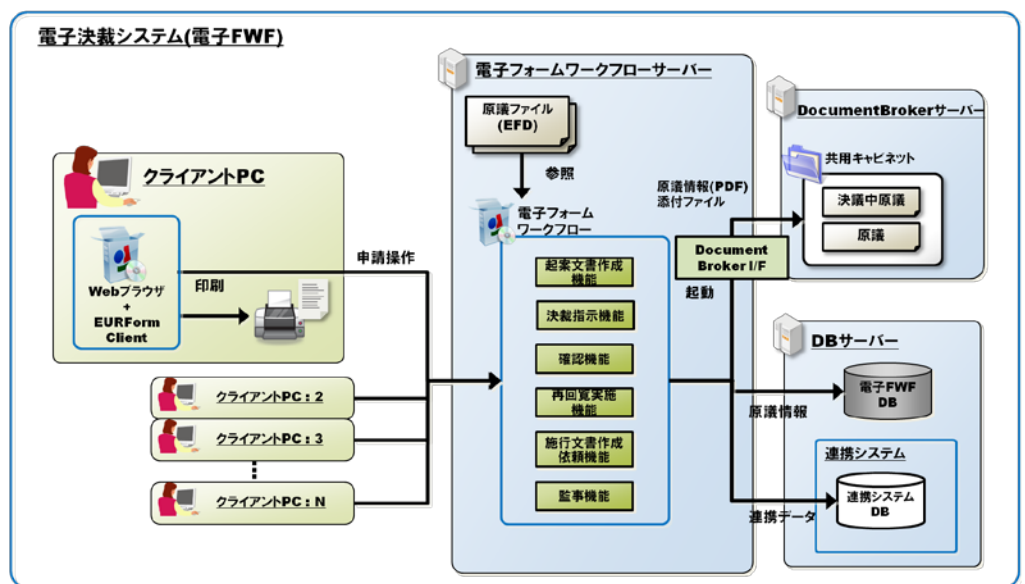 電子決裁システム(電子FWF)
電子フォームワークフローサーバー
原議ファイル
(EFD)
参照
電子フォーム
ワークフロー
起案文書作成
機能
決裁指示機能
確認機能
再回覧実施
機能
施行文書作成
依頼機能
監事機能
クライアントPC
Webブラウザ
+
EURForm
Client
印刷
申請操作
クライアントPC：2
クライアントPC：3
クライアントPC：N
原議情報(PDF)
添付ファイル
Document
Broker I/F
起動
DocumentBrokerサーバー
共用キャビネット
決議中原議
原議
DBサーバー
電子FWF
DB
原議情報
連携システム
連携システム
DB
連携データ